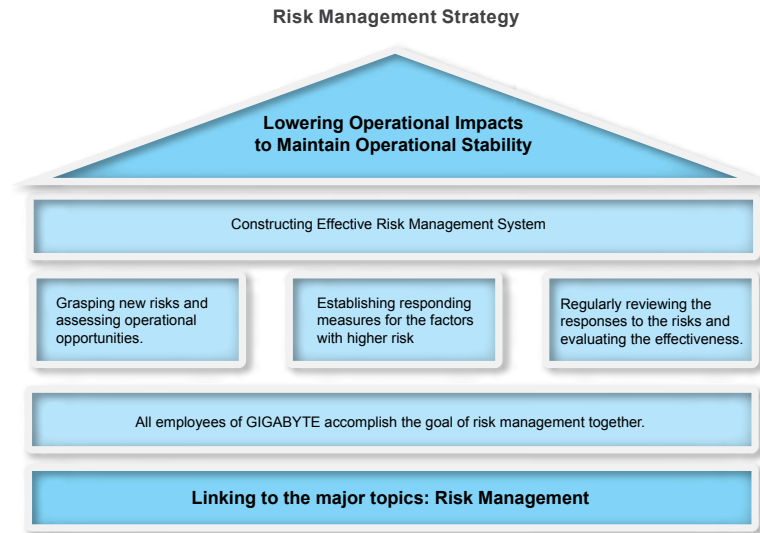 Risk Management Strategy
Lowering Operational Impacts
to Maintain Operational Stability
Constructing Effective Risk Management System
Grasping new risks and
assessing operational
opportunities.
Establishing responding
measures for the factors
with higher risk
Regularly reviewing the
responses to the risks and
evaluating the effectiveness.
All employees of GIGABYTE accomplish the goal of risk management together.
Linking to the major topics: Risk Management